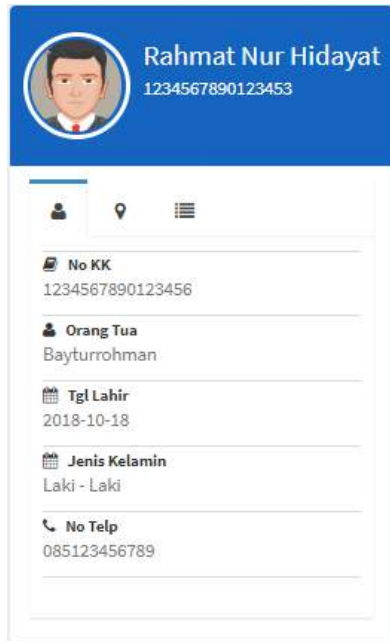 Rahmat Nur Hidayat
1234567890123453
No KK
1234567890123456
Orang Tua
Bayturrohman
Tgl Lahir
2018-10-18
Jenis Kelamin
Laki - Laki
No Telp
085123456789